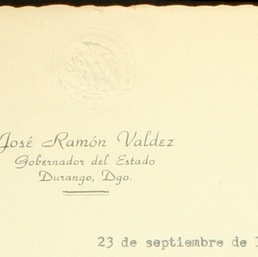 José Ramón Valdez
Gobernador del Estado
Durango, Dgo.
23 de septiembre de